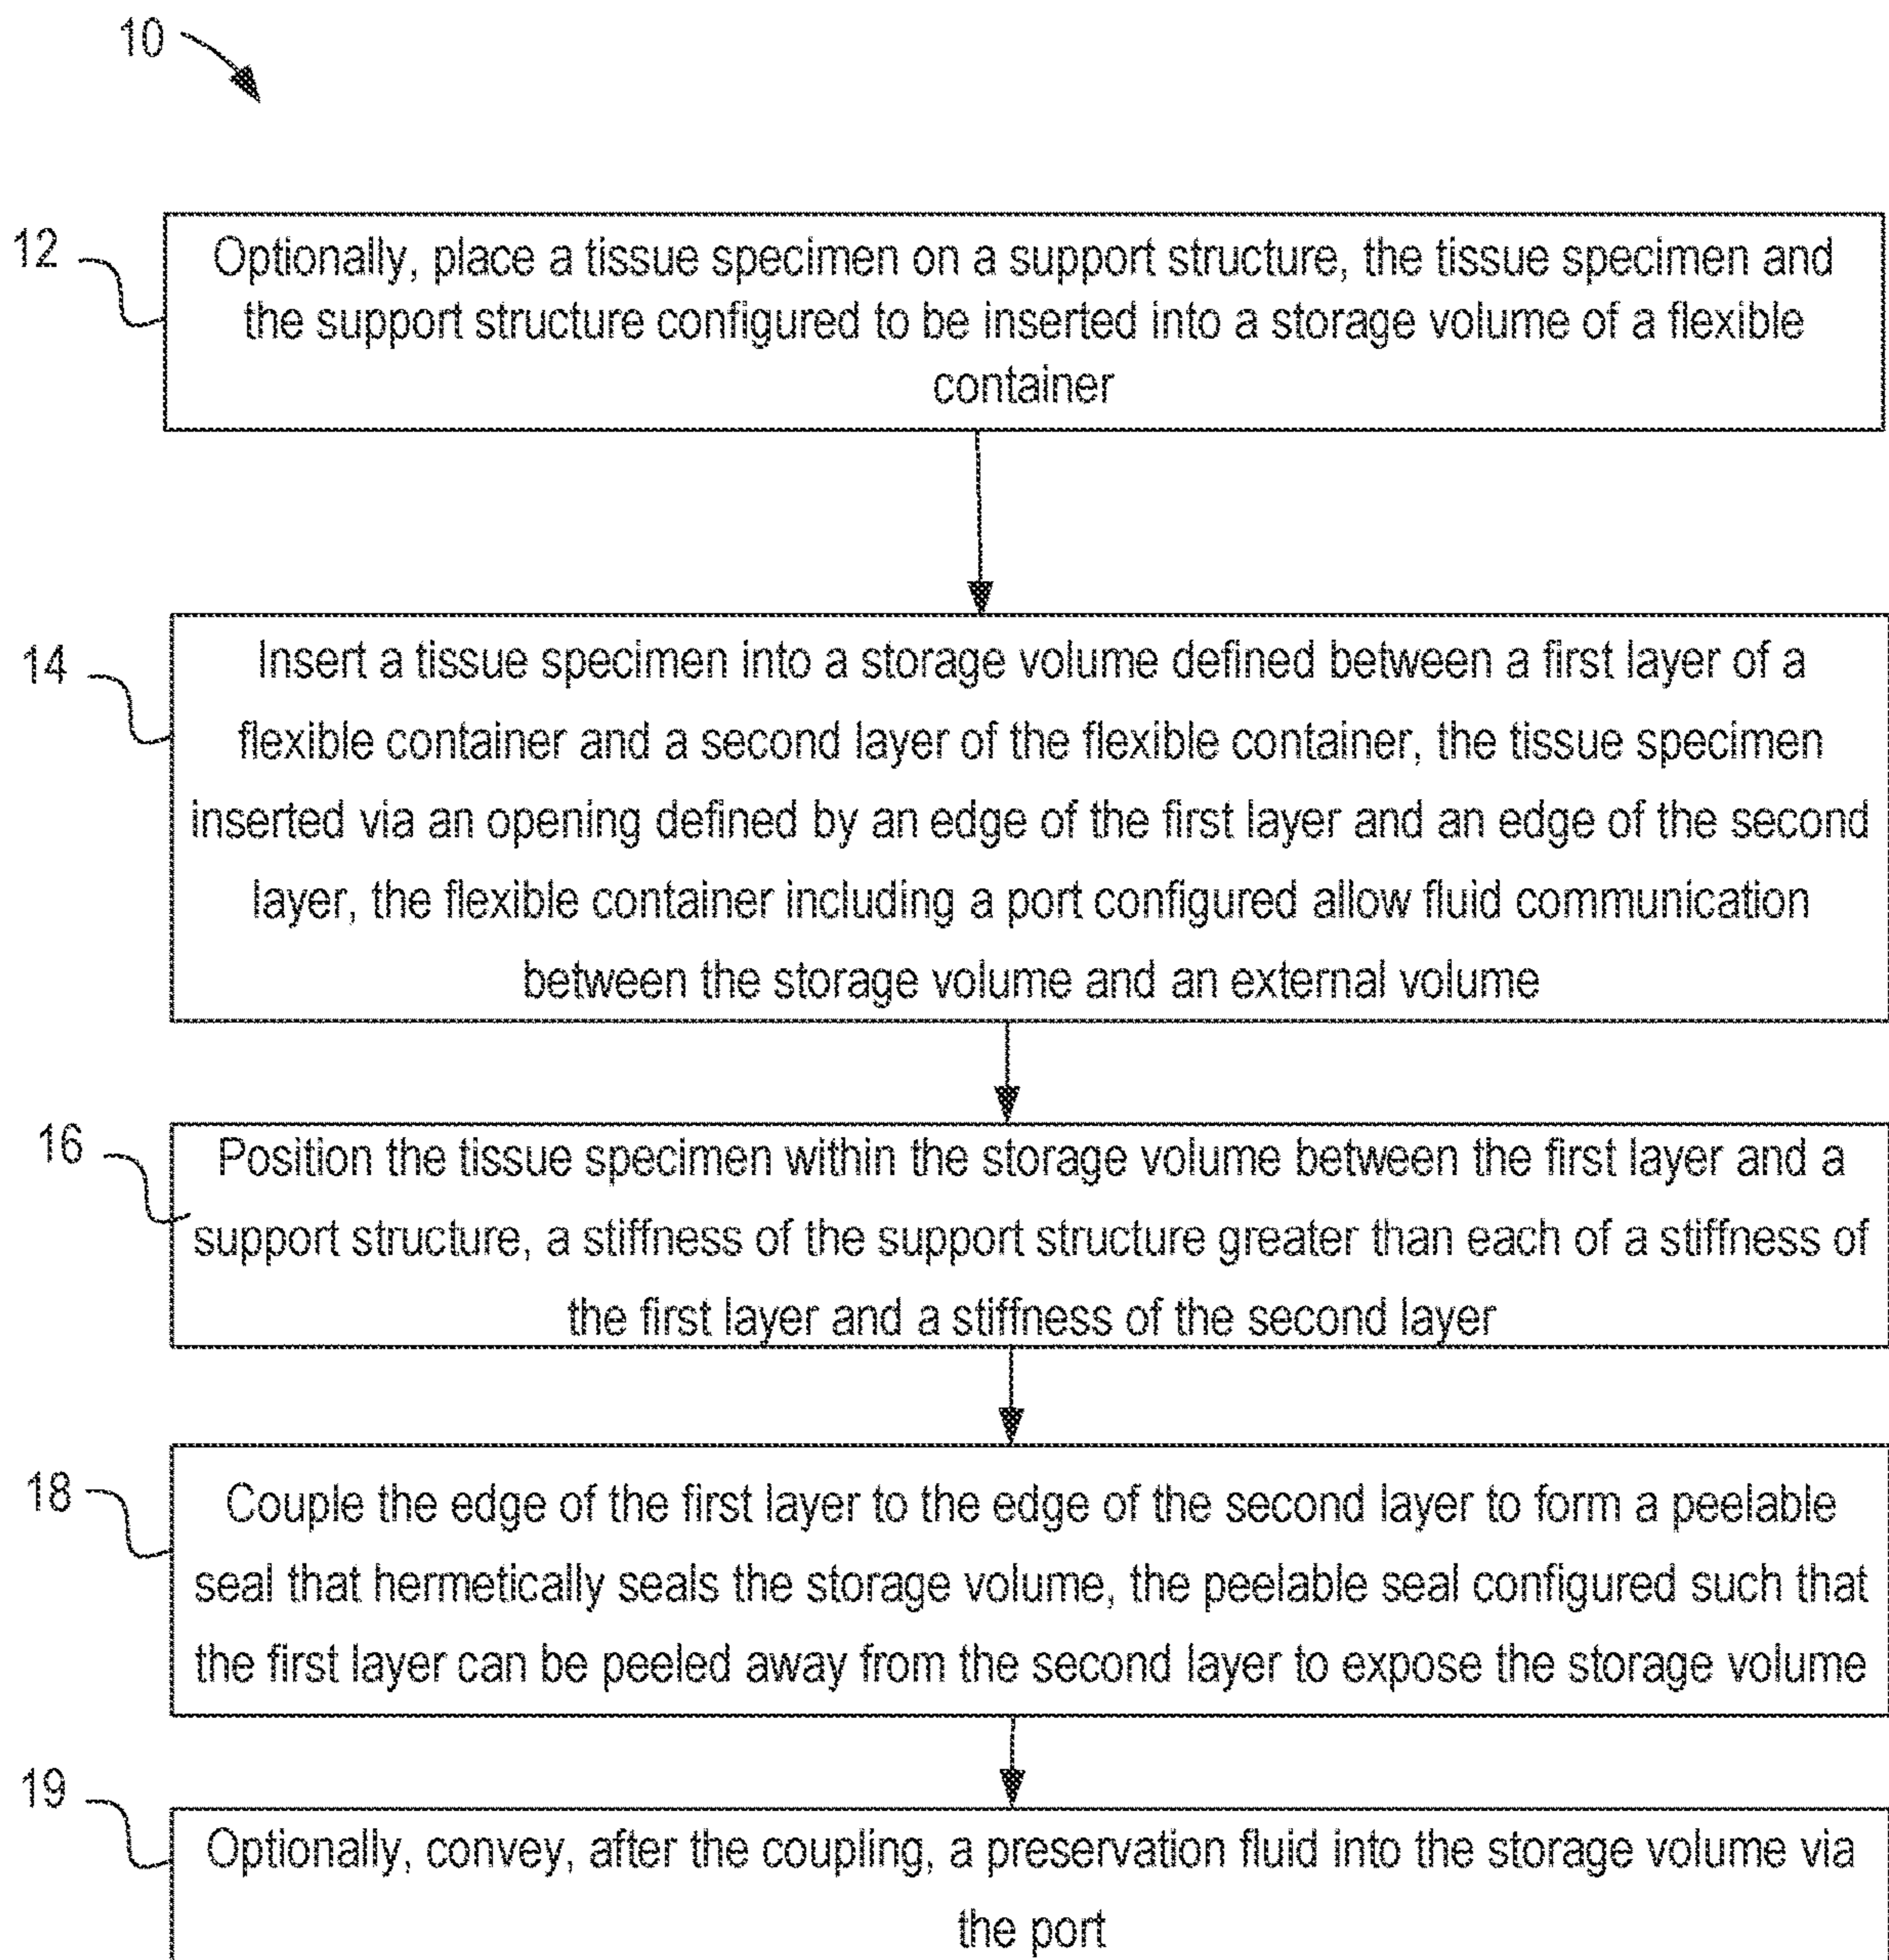 10
12
Optionally, place a tissue specimen on a support structure, the tissue specimen and
the support structure configured to be inserted into a storage volume of a flexible
container
14
Insert a tissue specimen into a storage volume defined between a first layer of a
flexible container and a second layer of the flexible container, the tissue specimen
inserted via an opening defined by an edge of the first layer and an edge of the second
layer, the flexible container including a port configured allow fluid communication
between the storage volume and an external volume
16
Position the tissue specimen within the storage volume between the first layer and a
support structure, a stiffness of the support structure greater than each of a stiffness of
the first layer and a stiffness of the second layer
18
Couple the edge of the first layer to the edge of the second layer to form a peelable
seal that hermetically seals the storage volume, the peelable seal configured such that
the first layer can be peeled away from the second layer to expose the storage volume
19
Optionally, convey, after the coupling, a preservation fluid into the storage volume via
the port